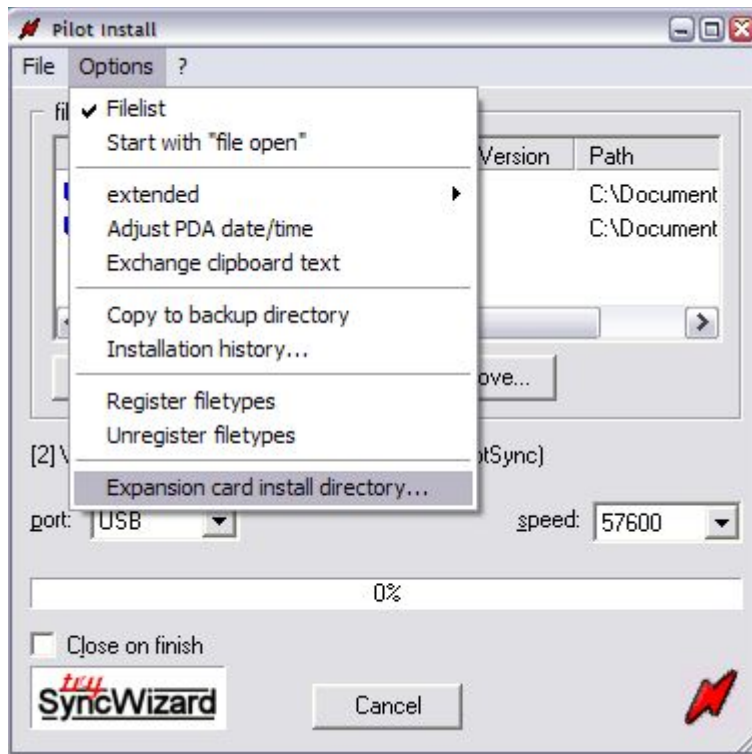 Pilot Install
File Options ?
Filelist
Start with "file open"
extended
Adjust PDA date/time
Exchange clipboard text
Copy to backup directory
Installation history...
Register filetypes
Unregister filetypes
Expansion card install directory...
Version Path
C:\Document
C:\Document
[2]
port: USB speed: 57600
0%
Close on finish
try
SyncWizard
Cancel